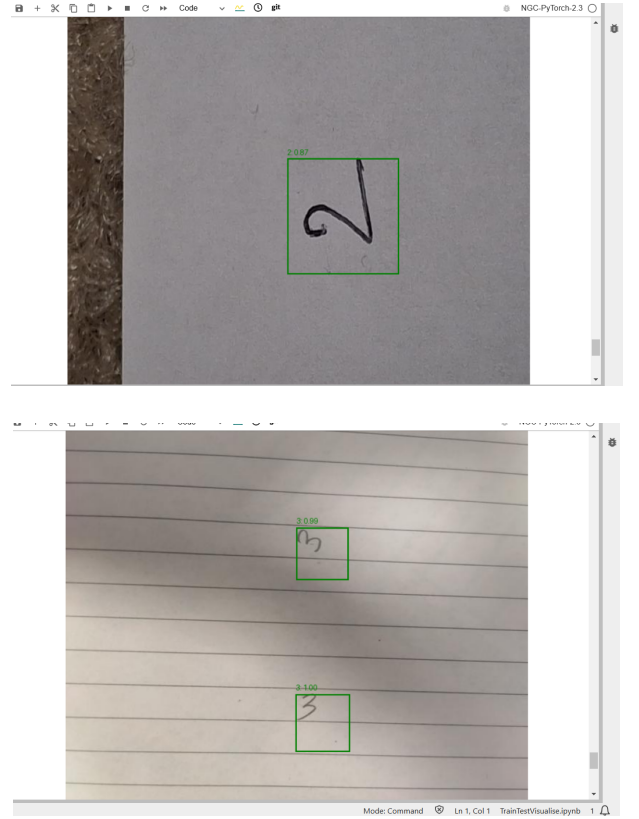 Code
git
NGC-PyTorch-2.3
2:0.87
2
3:0.99
3
3:1.00
3
Mode: Command
Ln 1, Col 1
TrainTestVisualise.ipynb
1